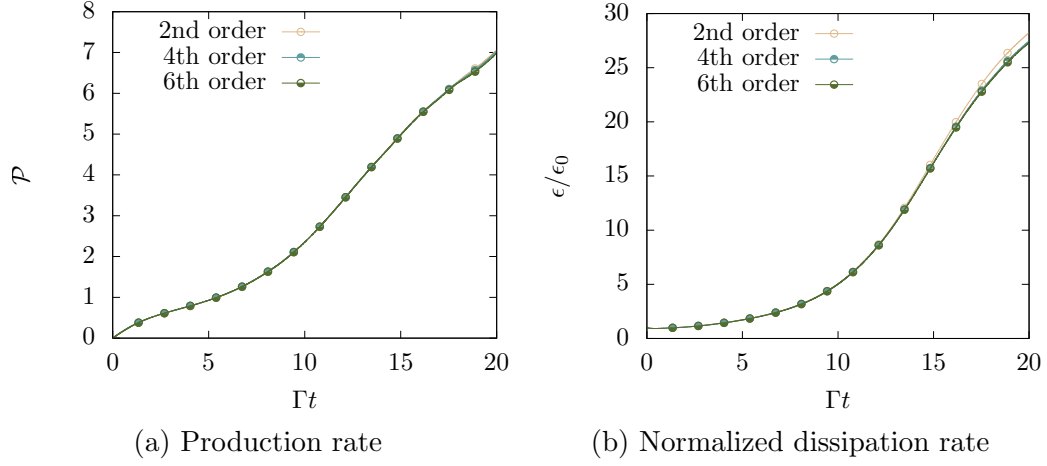 2nd order
4th order
6th order
8
7
6
5
4
3
2
1
0
𝒫
0 5 10 15 20
Γt
(a) Production rate
2nd order
4th order
6th order
30
25
20
15
10
5
0
ϵ/ϵ₀
0 5 10 15 20
Γt
(b) Normalized dissipation rate